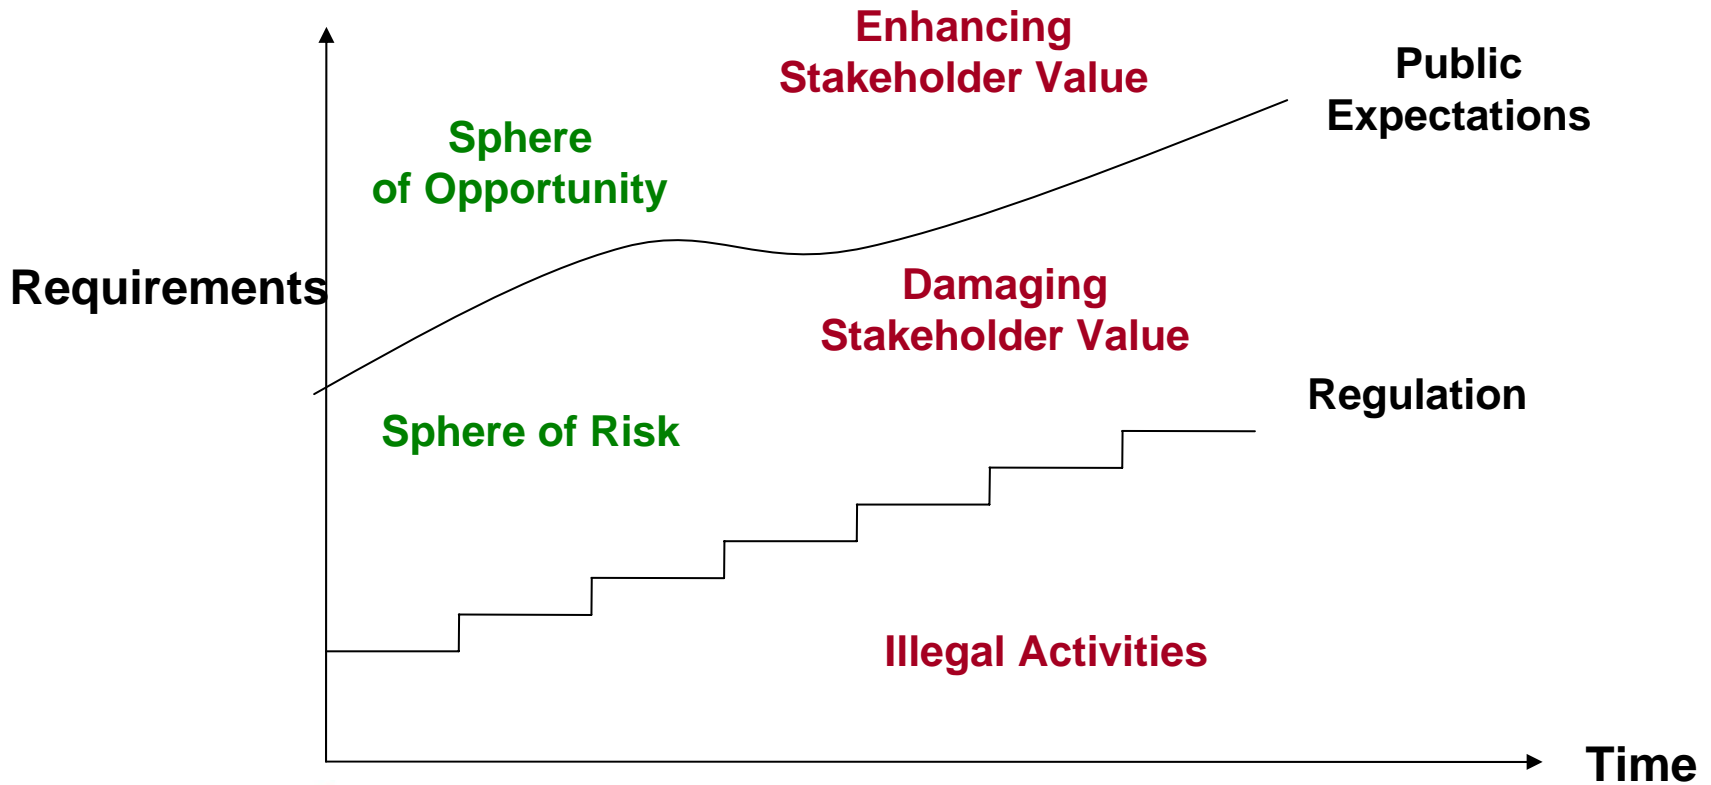 Enhancing
Stakeholder Value
Public
Expectations
Sphere
of Opportunity
Requirements
Damaging
Stakeholder Value
Regulation
Sphere of Risk
Illegal Activities
Time